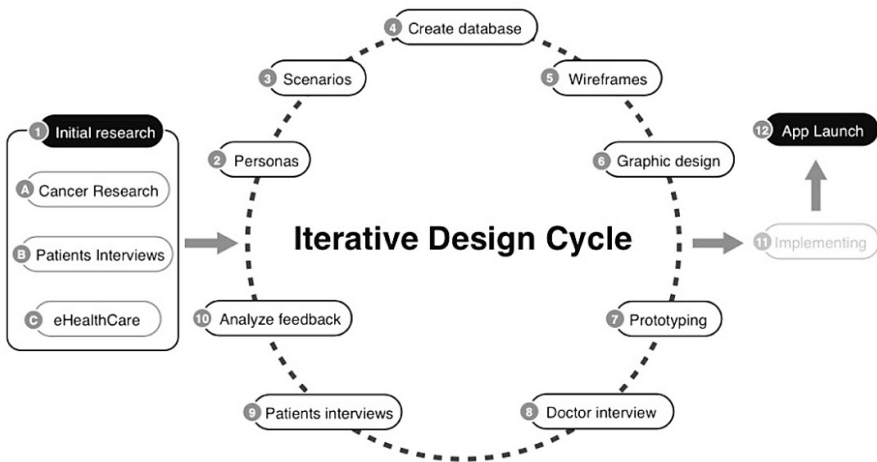 1 Initial research
A Cancer Research
B Patients Interviews
C eHealthCare
Iterative Design Cycle
2 Personas
3 Scenarios
4 Create database
5 Wireframes
6 Graphic design
7 Prototyping
8 Doctor interview
9 Patients interviews
10 Analyze feedback
11 Implementing
12 App Launch